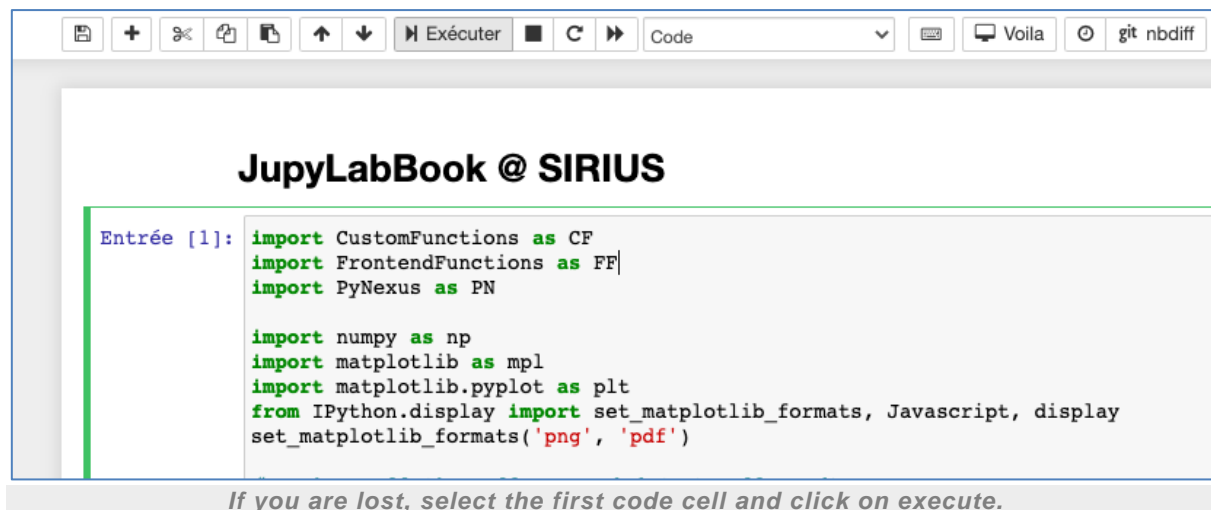 Exécuter
Code
Voila
git nbdiff
JupyLabBook @ SIRIUS
Entrée [1]: import CustomFunctions as CF
import FrontendFunctions as FF
import PyNexus as PN
import numpy as np
import matplotlib as mpl
import matplotlib.pyplot as plt
from IPython.display import set_matplotlib_formats, Javascript, display
set_matplotlib_formats('png', 'pdf')
If you are lost, select the first code cell and click on execute.